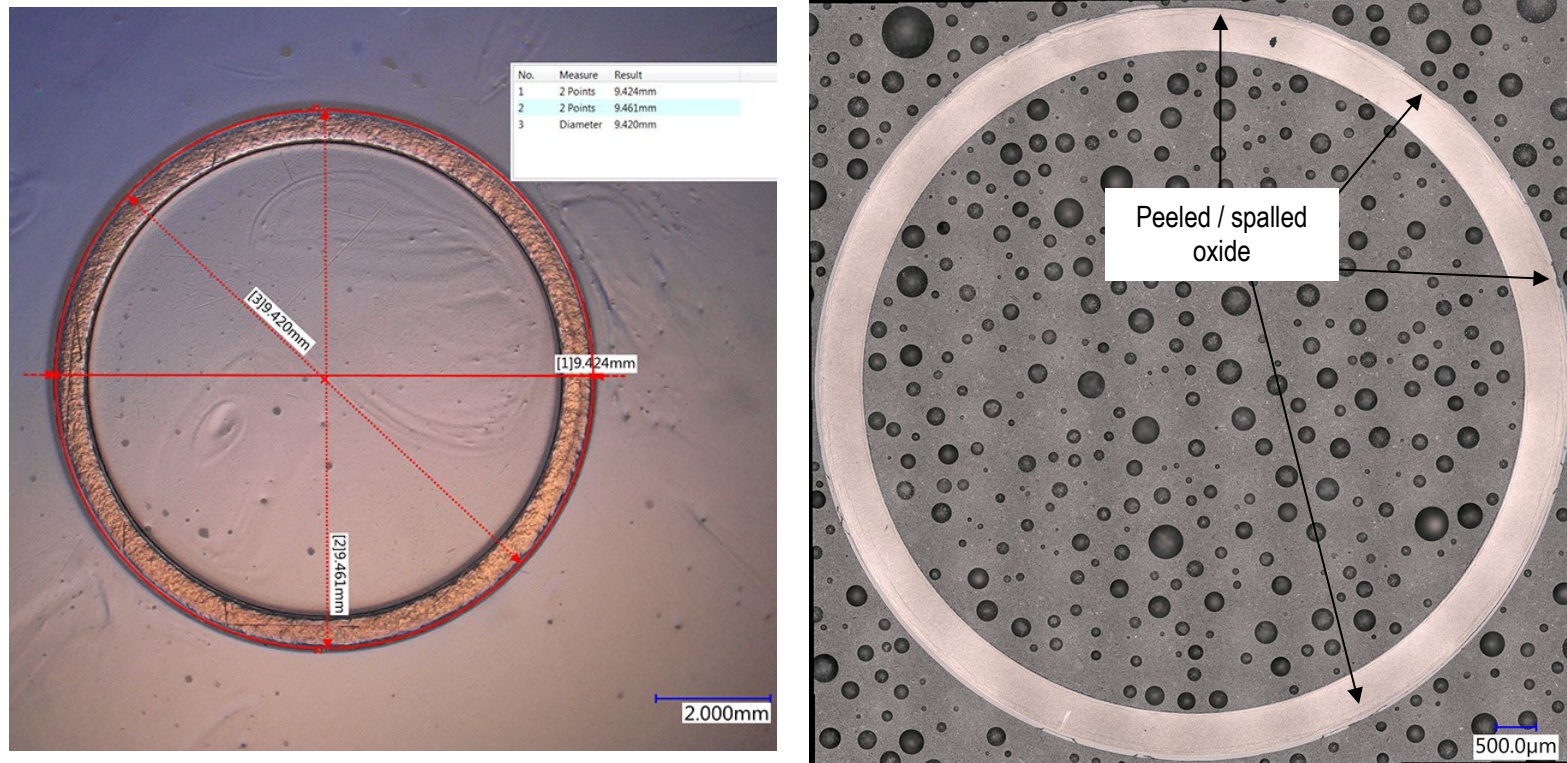 No. Measure Result
1 2 Points 9.424mm
2 2 Points 9.461mm
3 Diameter 9.420mm
[3]9.420mm
[1]9.424mm
[2]9.461mm
2.000mm
Peeled / spalled
oxide
500.0µm